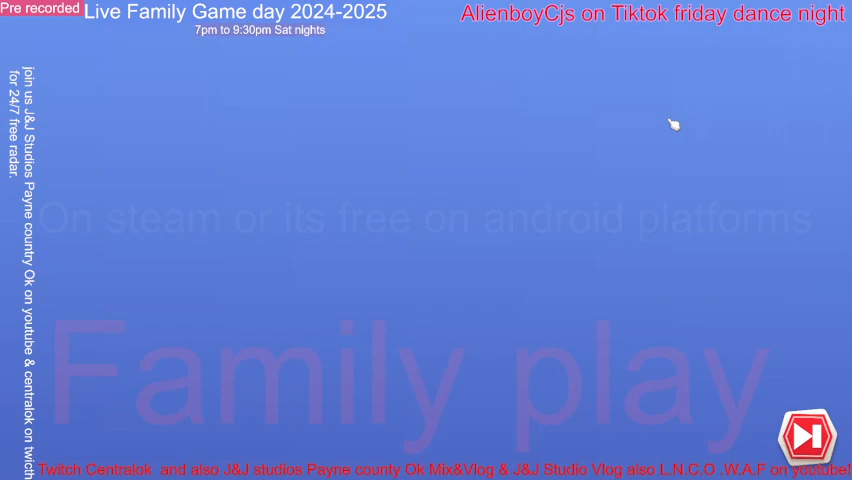 Pre recorded
Live Family Game day 2024-2025
7pm to 9:30pm Sat nights
AlienboyCjs on Tiktok friday dance night
join us J&J Studios Payne country Ok on youtube & centralok on twicth
for 24/7 free radar.
On steam or its free on android platforms
Family play
Twitch Centralok and also J&J studios Payne county Ok Mix&Vlog & J&J Studio Vlog also L.N.C.O .W.A.F on youtube!